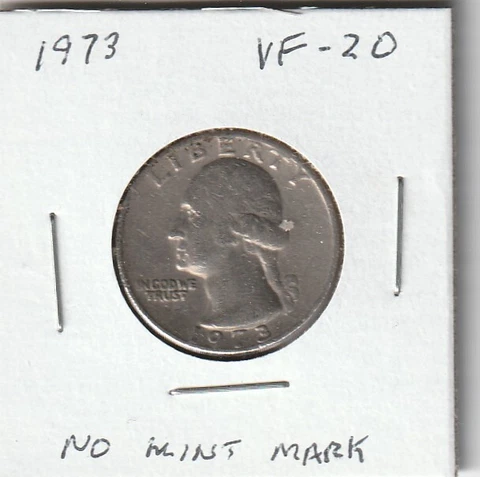 1973 VF-20
LIBERTY
IN GOD WE
TRUST
1973
NO MINT MARK